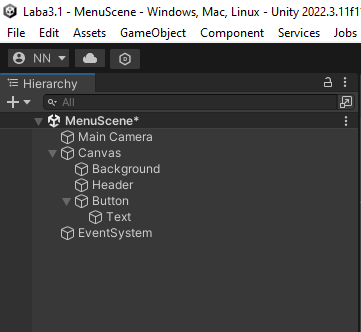 Laba3.1 - MenuScene - Windows, Mac, Linux - Unity 2022.3.11f1
File Edit Assets GameObject Component Services Jobs
NN
Hierarchy
All
MenuScene*
Main Camera
Canvas
Background
Header
Button
Text
EventSystem